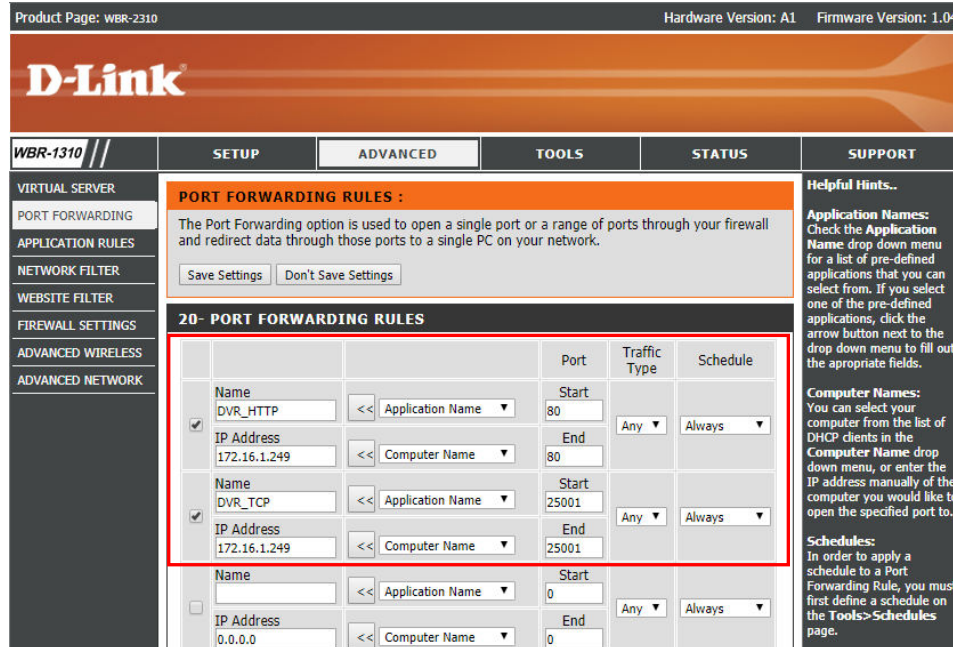 Product Page: WBR-2310 Hardware Version: A1 Firmware Version: 1.04
D-Link
WBR-1310 SETUP ADVANCED TOOLS STATUS SUPPORT
VIRTUAL SERVER
PORT FORWARDING
APPLICATION RULES
NETWORK FILTER
WEBSITE FILTER
FIREWALL SETTINGS
ADVANCED WIRELESS
ADVANCED NETWORK
PORT FORWARDING RULES :
The Port Forwarding option is used to open a single port or a range of ports through your firewall
and redirect data through those ports to a single PC on your network.
Save Settings Don't Save Settings
20- PORT FORWARDING RULES
Port Traffic Type Schedule
Name Start
DVR_HTTP << Application Name 80
Any Always
IP Address End
172.16.1.249 << Computer Name 80
Name Start
DVR_TCP << Application Name 25001
Any Always
IP Address End
172.16.1.249 << Computer Name 25001
Name Start
<< Application Name 0
Any Always
IP Address End
0.0.0.0 << Computer Name 0
Helpful Hints..
Application Names:
Check the Application
Name drop down menu
for a list of pre-defined
applications that you can
select from. If you select
one of the pre-defined
applications, click the
arrow button next to the
drop down menu to fill out
the apropriate fields.
Computer Names:
You can select your
computer from the list of
DHCP clients in the
Computer Name drop
down menu, or enter the
IP address manually of the
computer you would like to
open the specified port to.
Schedules:
In order to apply a
schedule to a Port
Forwarding Rule, you must
first define a schedule on
the Tools>Schedules
page.